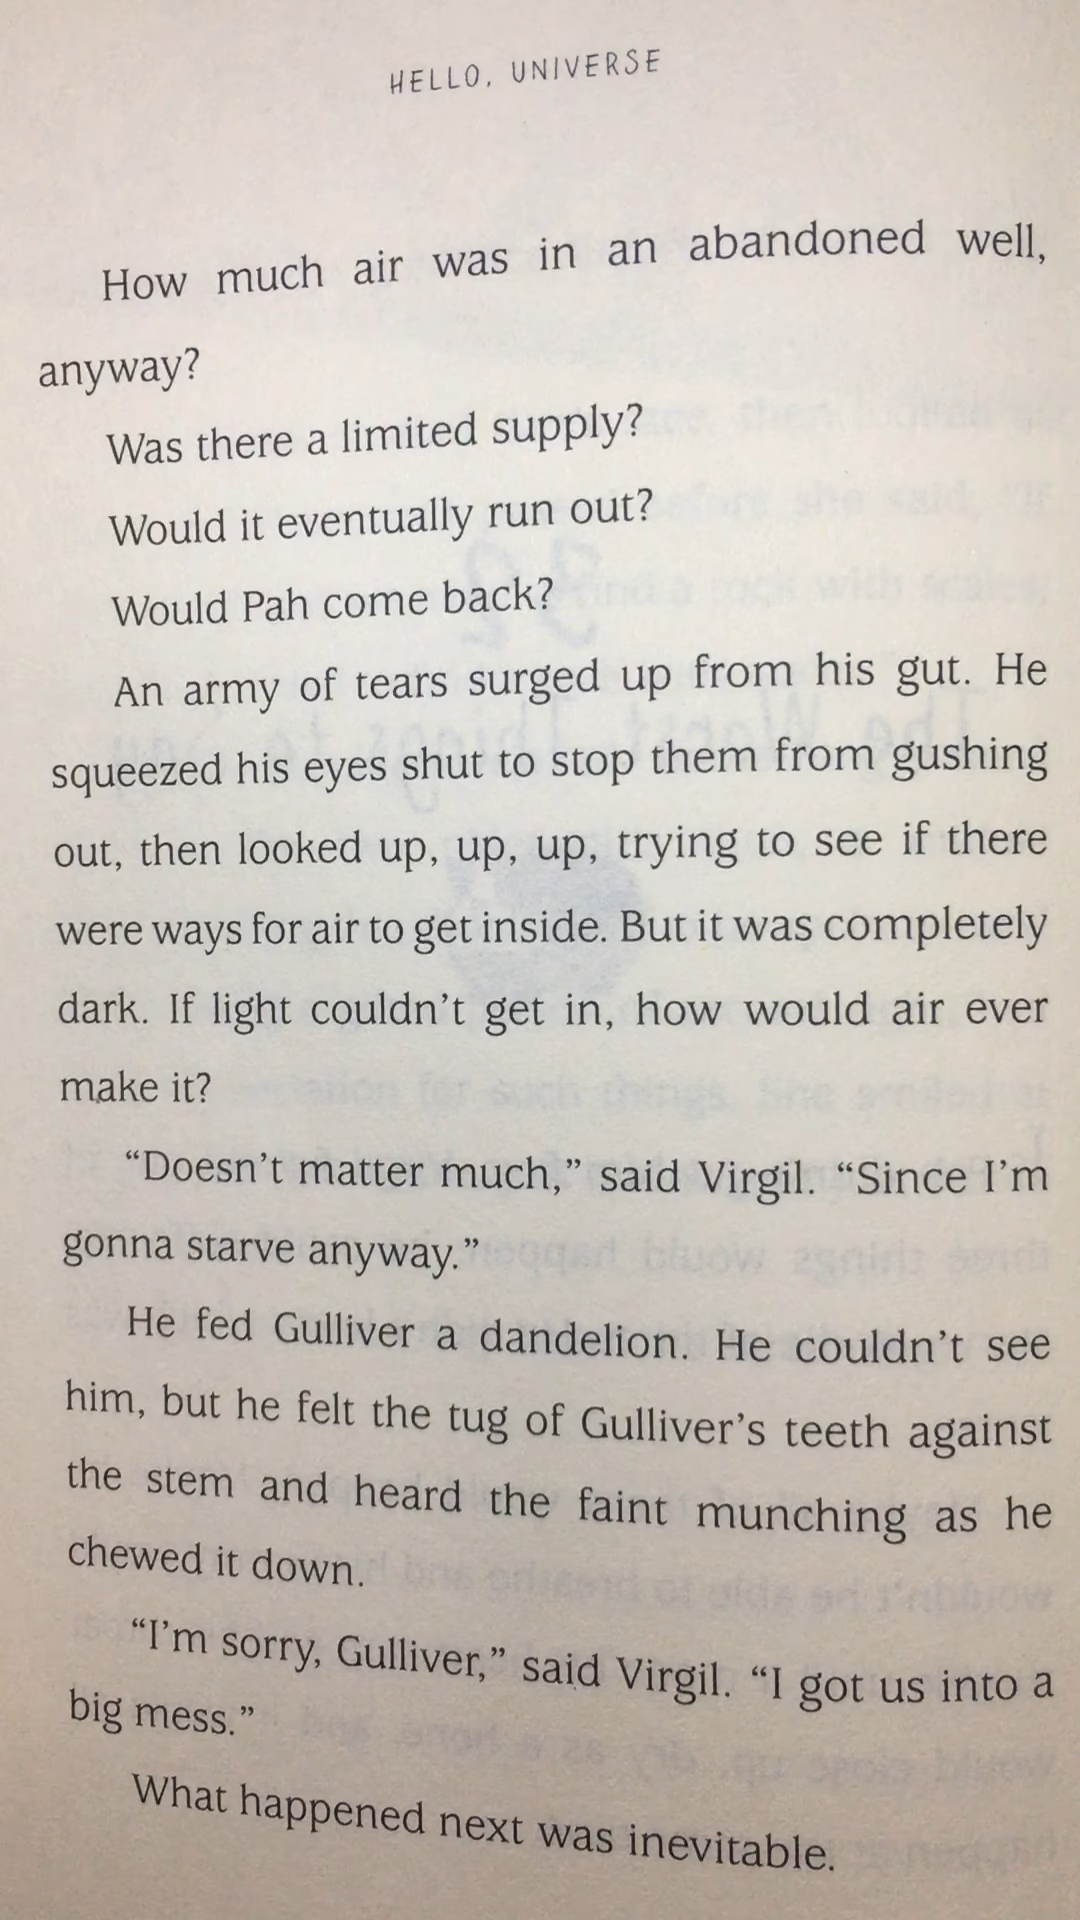 HELLO, UNIVERSE
How much air was in an abandoned well,
anyway?
Was there a limited supply?
Would it eventually run out?
Would Pah come back?
An army of tears surged up from his gut. He
squeezed his eyes shut to stop them from gushing
out, then looked up, up, up, trying to see if there
were ways for air to get inside. But it was completely
dark. If light couldn’t get in, how would air ever
make it?
“Doesn’t matter much,” said Virgil. “Since I’m
gonna starve anyway.”
He fed Gulliver a dandelion. He couldn’t see
him, but he felt the tug of Gulliver’s teeth against
the stem and heard the faint munching as he
chewed it down.
“I’m sorry, Gulliver,” said Virgil. “I got us into a
big mess.”
What happened next was inevitable.